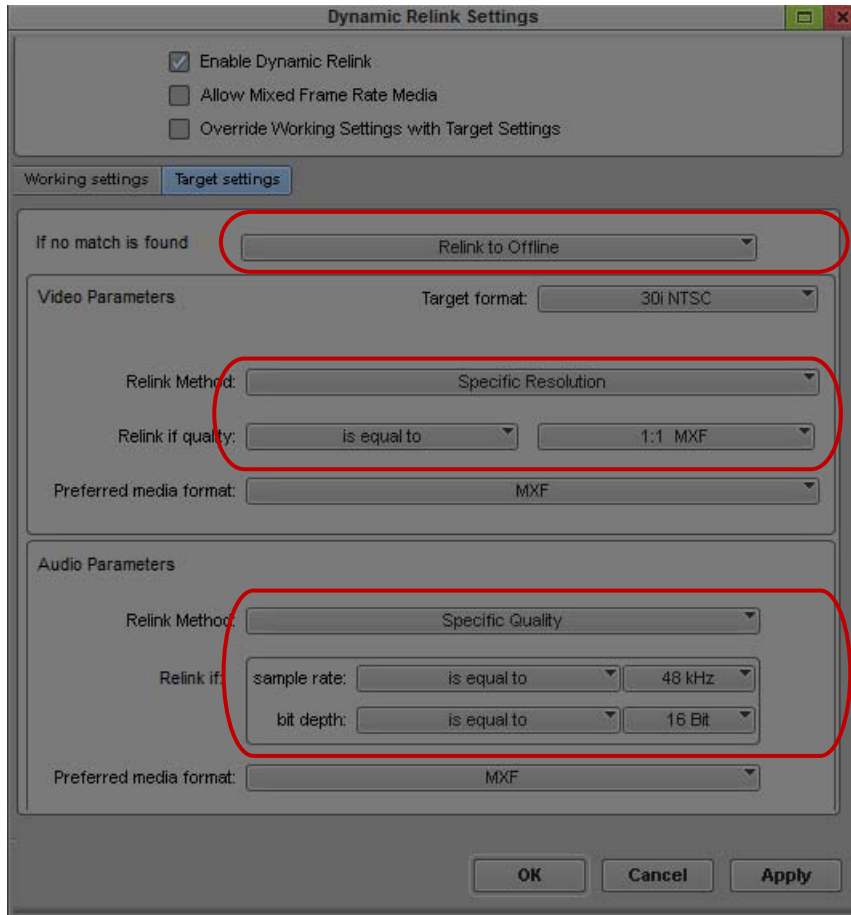 Dynamic Relink Settings
Enable Dynamic Relink
Allow Mixed Frame Rate Media
Override Working Settings with Target Settings
Working settings Target settings
If no match is found Relink to Offline
Video Parameters Target format: 30i NTSC
Relink Method: Specific Resolution
Relink if quality: is equal to 1:1 MXF
Preferred media format: MXF
Audio Parameters
Relink Method: Specific Quality
Relink if: sample rate: is equal to 48 kHz
bit depth: is equal to 16 Bit
Preferred media format: MXF
OK Cancel Apply